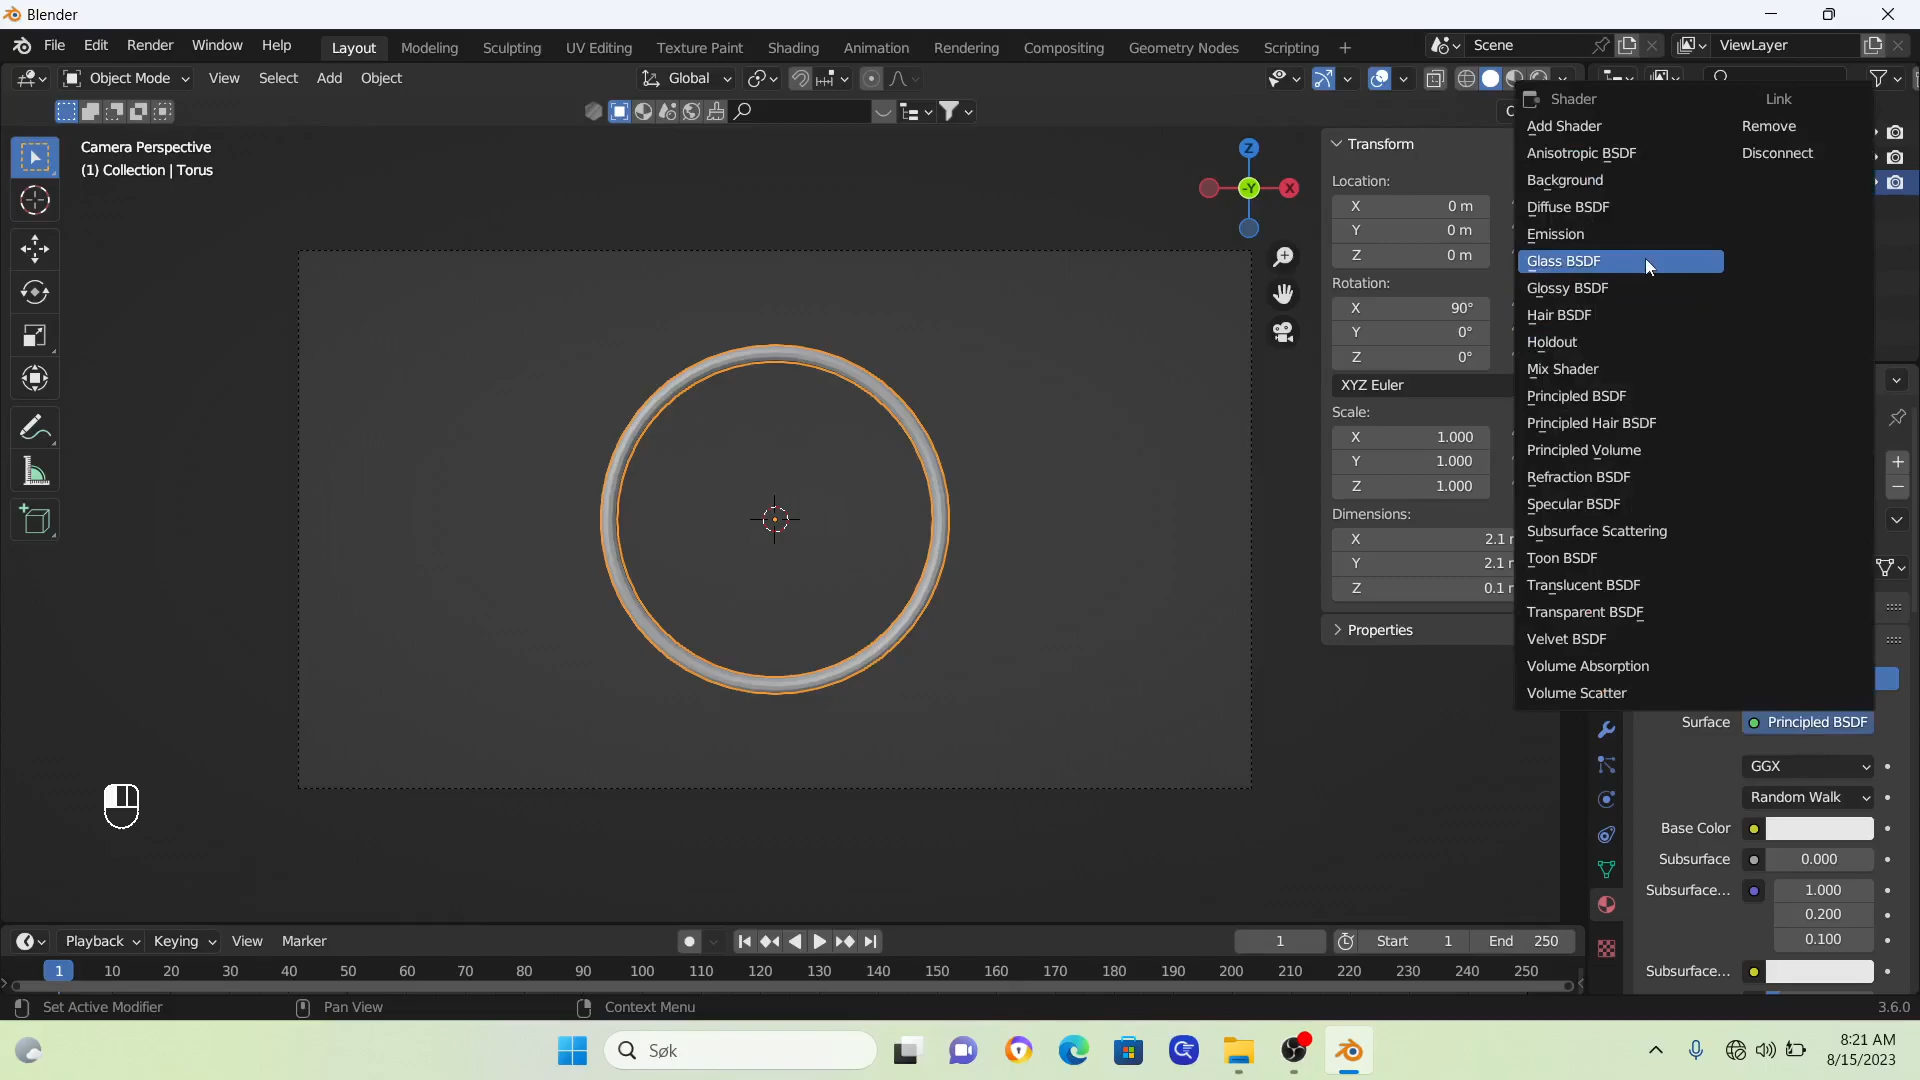 Blender
File Edit Render Window Help
Layout Modeling Sculpting UV Editing Texture Paint Shading Animation Rendering Compositing Geometry Nodes Scripting +
Scene
ViewLayer
Object Mode View Select Add Object
Global
Camera Perspective
(1) Collection | Torus
Z
-Y
X
Transform
Location:
X 0 m
Y 0 m
Z 0 m
Rotation:
X 90°
Y 0°
Z 0°
XYZ Euler
Scale:
X 1.000
Y 1.000
Z 1.000
Dimensions:
X 2.1
Y 2.1
Z 0.1
Properties
Shader
Add Shader
Anisotropic BSDF
Background
Diffuse BSDF
Emission
Glass BSDF
Glossy BSDF
Hair BSDF
Holdout
Mix Shader
Principled BSDF
Principled Hair BSDF
Principled Volume
Refraction BSDF
Specular BSDF
Subsurface Scattering
Toon BSDF
Translucent BSDF
Transparent BSDF
Velvet BSDF
Volume Absorption
Volume Scatter
Link
Remove
Disconnect
Surface Principled BSDF
GGX
Random Walk
Base Color
Subsurface 0.000
Subsurface... 1.000
0.200
0.100
Subsurface...
Playback Keying View Marker
1 Start 1 End 250
1 10 20 30 40 50 60 70 80 90 100 110 120 130 140 150 160 170 180 190 200 210 220 230 240 250
Set Active Modifier Pan View Context Menu 3.6.0
Søk
8:21 AM
8/15/2023